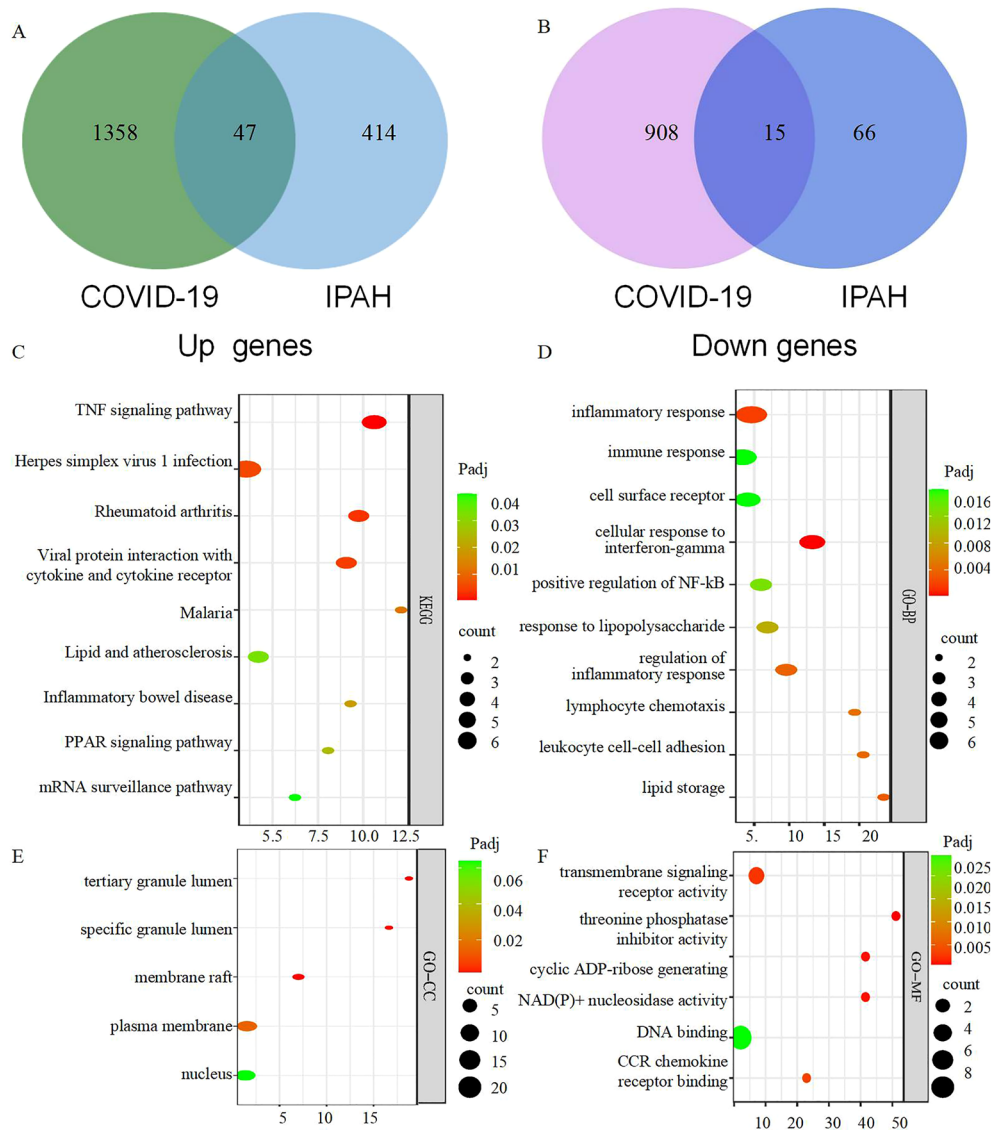 A
1358
47
414
COVID-19
IPAH
Up genes
B
908
15
66
COVID-19
IPAH
Down genes
C
TNF signaling pathway
Herpes simplex virus 1 infection
Rheumatoid arthritis
Viral protein interaction with
cytokine and cytokine receptor
Malaria
Lipid and atherosclerosis
Inflammatory bowel disease
PPAR signaling pathway
mRNA surveillance pathway
5.5 7.5 10.0 12.5
KEGG
Padj
0.04
0.03
0.02
0.01
count
2
3
4
5
6
D
inflammatory response
immune response
cell surface receptor
cellular response to
interferon-gamma
positive regulation of NF-kB
response to lipopolysaccharide
regulation of
inflammatory response
lymphocyte chemotaxis
leukocyte cell-cell adhesion
lipid storage
5. 10 15 20
GO-BP
Padj
0.016
0.012
0.008
0.004
count
2
3
4
5
6
E
tertiary granule lumen
specific granule lumen
membrane raft
plasma membrane
nucleus
5 10 15
GO-CC
Padj
0.06
0.04
0.02
count
5
10
15
20
F
transmembrane signaling
receptor activity
threonine phosphatase
inhibitor activity
cyclic ADP-ribose generating
NAD(P)+ nucleosidase activity
DNA binding
CCR chemokine
receptor binding
10 20 30 40 50
GO-MF
Padj
0.025
0.020
0.010
0.005
count
2
4
6
8